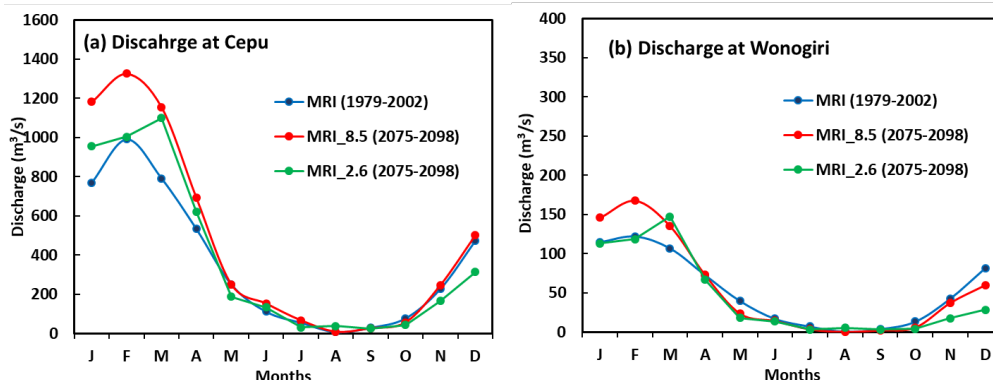 (a) Discahrge at Cepu
Discharge (m³/s)
1600
1400
1200
1000
800
600
400
200
0
MRI (1979-2002)
MRI_8.5 (2075-2098)
MRI_2.6 (2075-2098)
J F M A M J J A S O N D
Months
(b) Discharge at Wonogiri
Discharge (m³/s)
400
350
300
250
200
150
100
50
0
MRI (1979-2002)
MRI_8.5 (2075-2098)
MRI_2.6 (2075-2098)
J F M A M J J A S O N D
Months